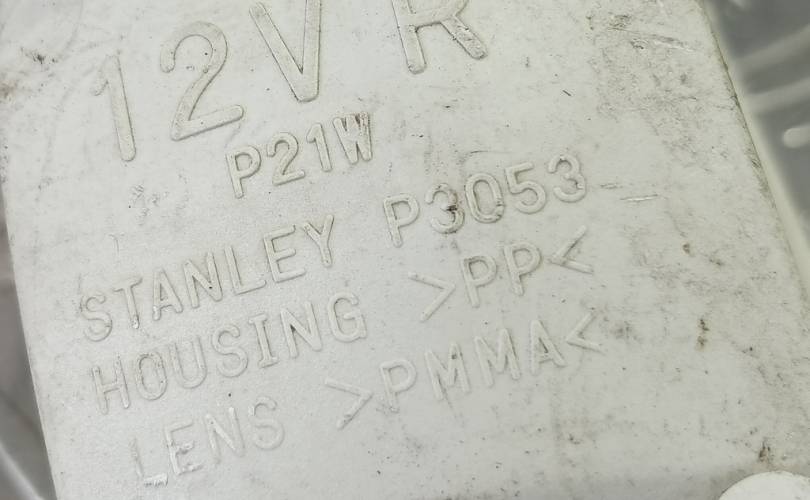 12V R
P21W
STANLEY P3053
HOUSING >PP<
LENS >PMMA<